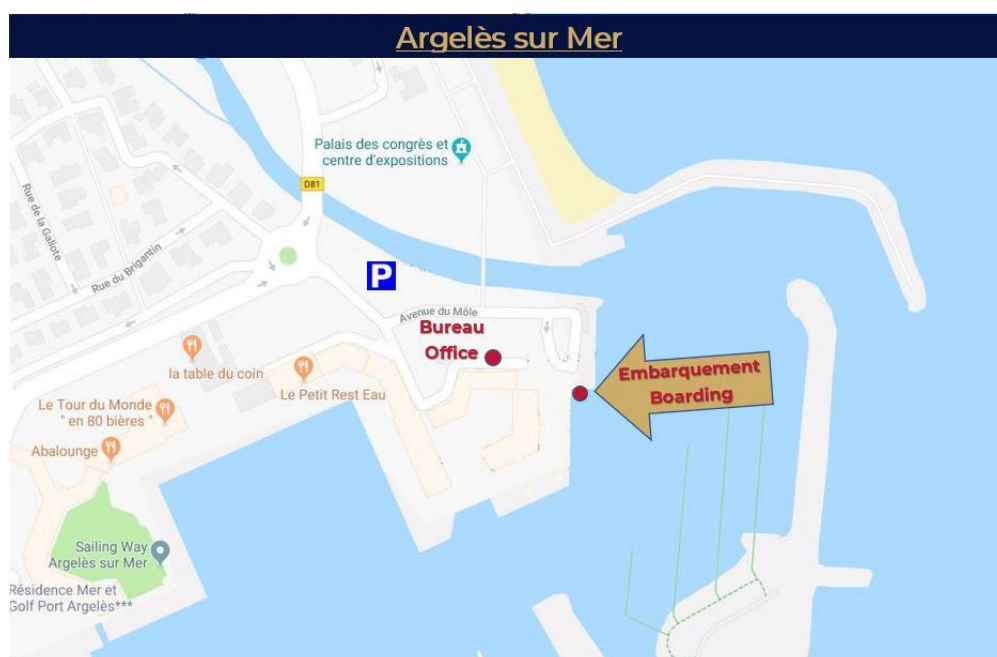 Argelès sur Mer
Palais des congrès et
centre d'expositions
D81
Rue de la Galiote
Rue du Brigantin
P
Avenue du Môle
Bureau
Office
Embarquement
Boarding
la table du coin
Le Petit Rest Eau
Le Tour du Monde
" en 80 bières "
Abalounge
Sailing Way
Argelès sur Mer
Résidence Mer et
Golf Port Argelès***